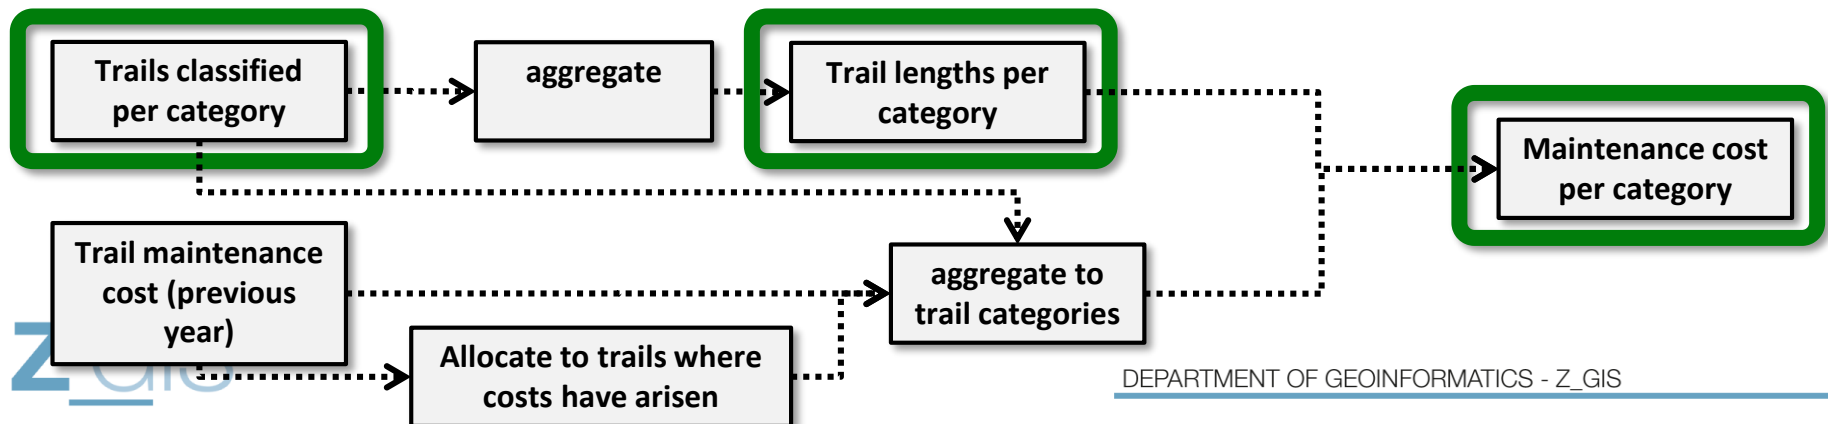 Trails classified
per category
aggregate
Trail lengths per
category
Maintenance cost
per category
Trail maintenance
cost (previous
year)
aggregate to
trail categories
Allocate to trails where
costs have arisen
Z_GIS
DEPARTMENT OF GEOINFORMATICS - Z_GIS